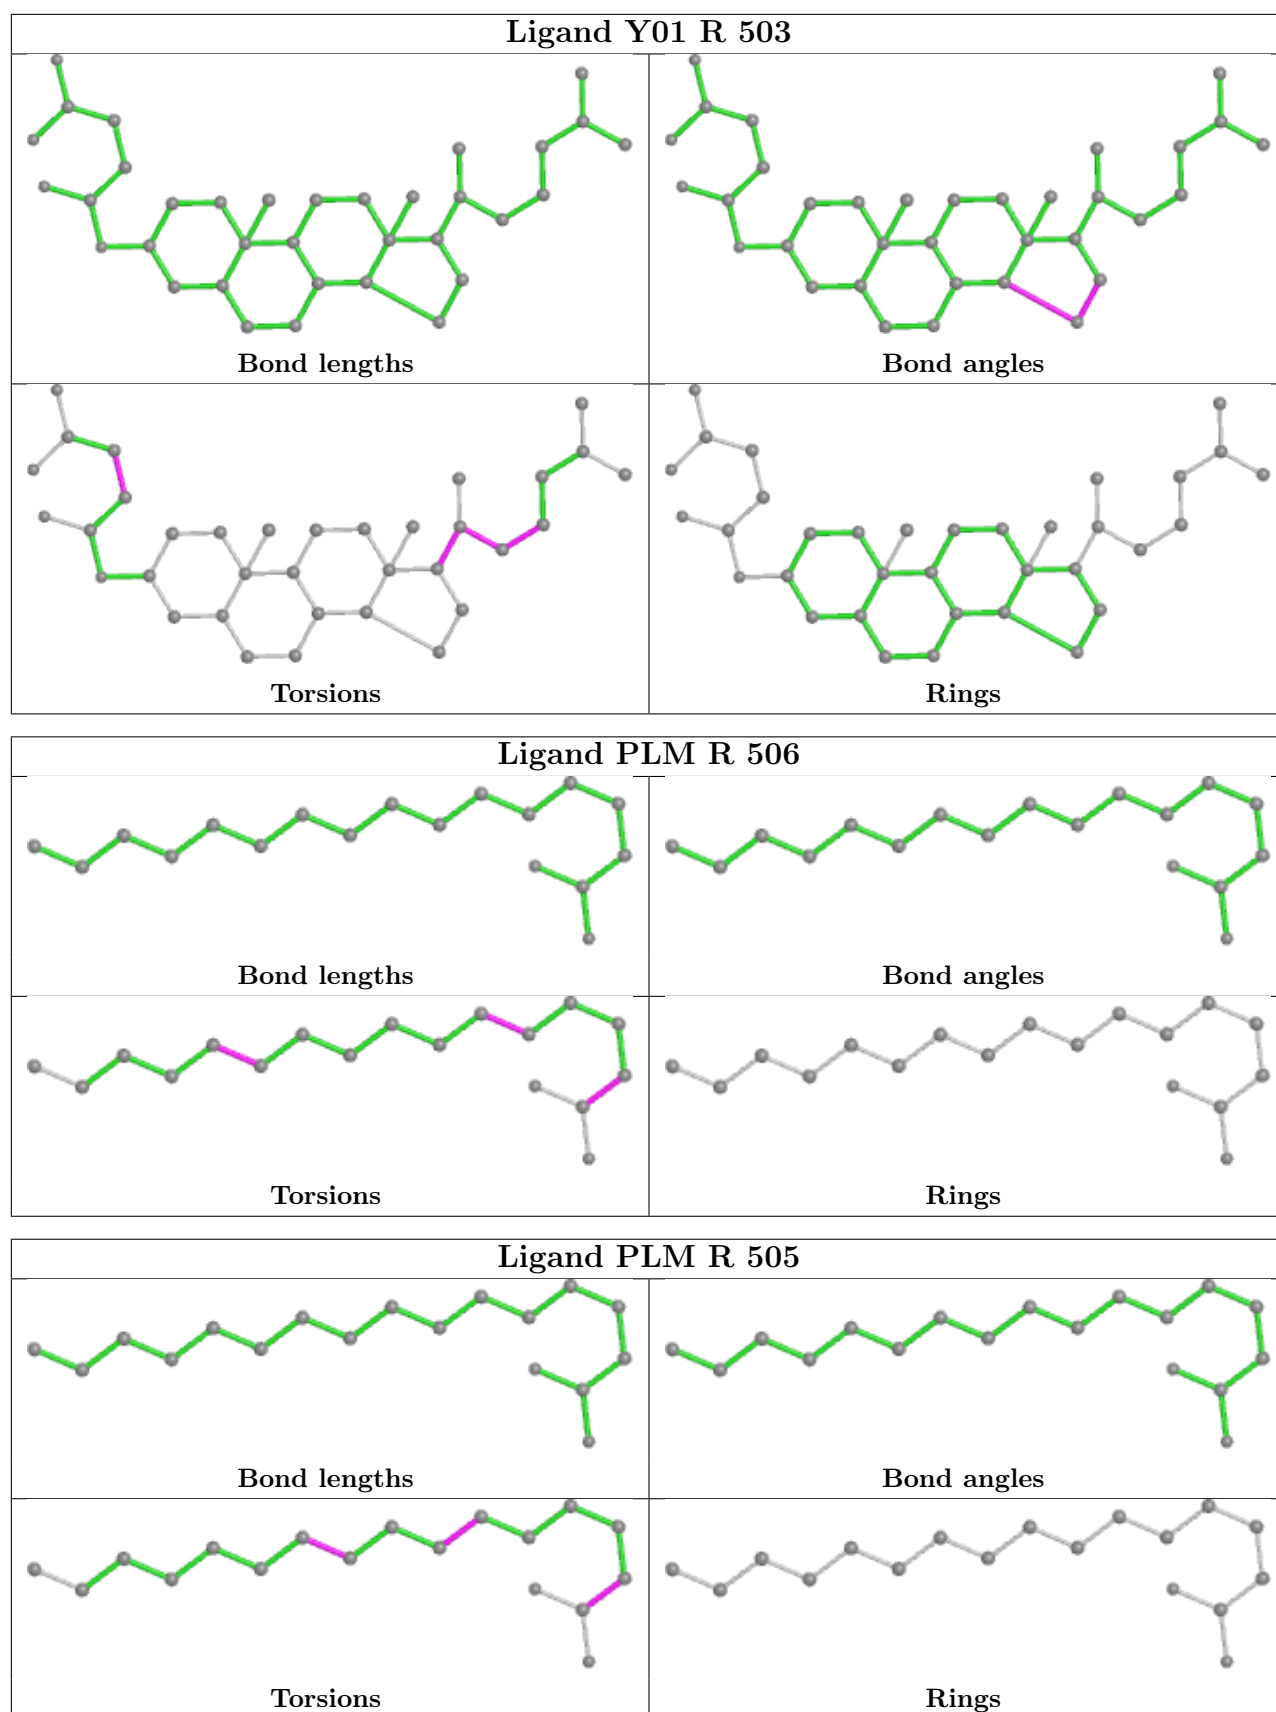 Ligand Y01 R 503
Bond lengths
Bond angles
Torsions
Rings
Ligand PLM R 506
Bond lengths
Bond angles
Torsions
Rings
Ligand PLM R 505
Bond lengths
Bond angles
Torsions
Rings